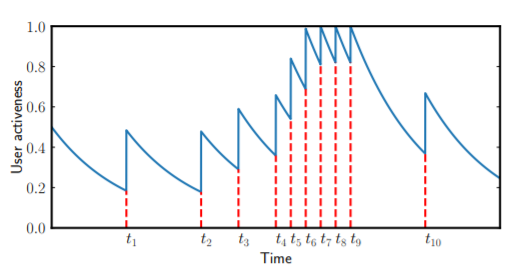 1.0
0.8
0.6
0.4
0.2
0.0
User activeness
t₁ t₂ t₃ t₄ t₅ t₆ t₇ t₈ t₉ t₁₀
Time